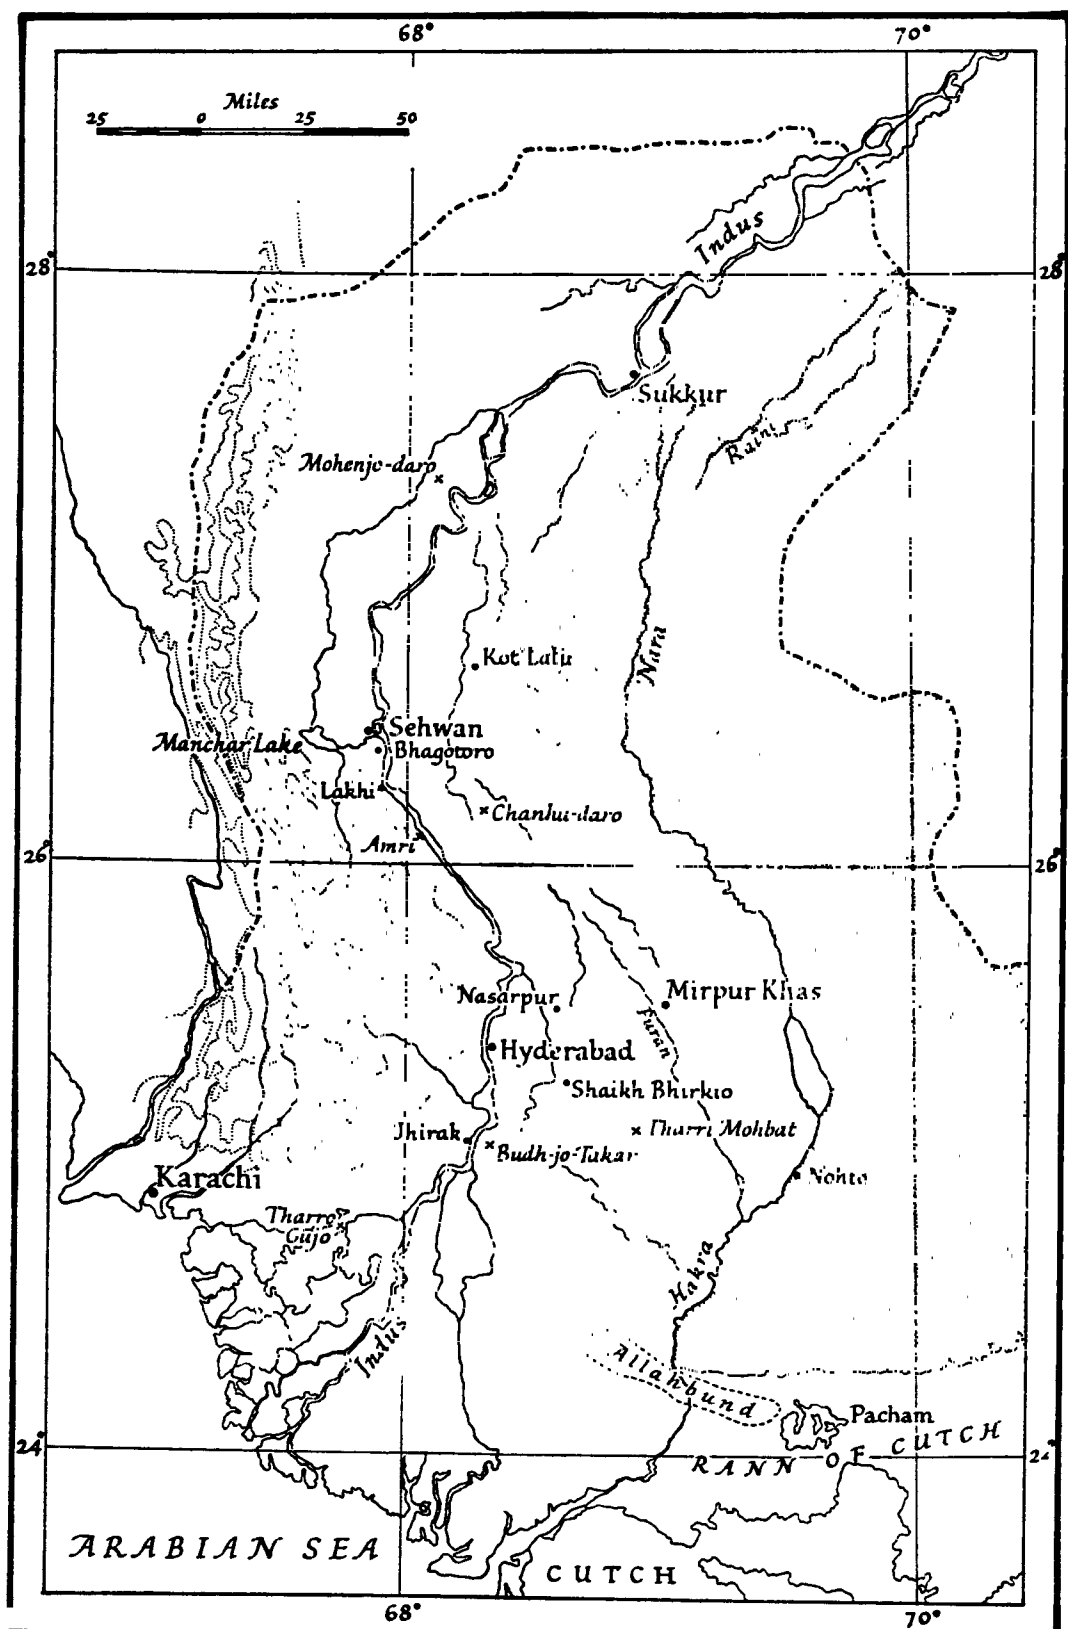 68°
70°
Miles
25 0 25 50
Indus
28°
28°
Sukkur
Raini
Mohenjo-daro
Nara
Kot Lalu
Sehwan
Manchar Lake
Bhagotoro
Lakhi
Chanhu-daro
Amri
26°
26°
Nasarpur
Mirpur Khas
Furan
Hyderabad
Shaikh Bhirkio
Jhirak
Tharri Mohbat
Budh-jo-Takar
Nohto
Karachi
Tharro
Gujo
Hakra
Indus
Allahbund
Pacham
24°
RANN OF CUTCH
24
ARABIAN SEA
CUTCH
68°
70°